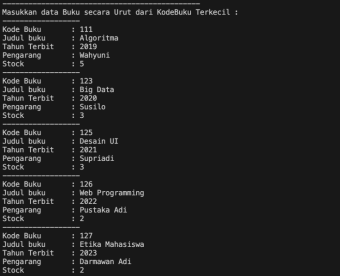 ----------------------------------------------
Masukkan data Buku secara Urut dari KodeBuku Terkecil :
------------------
Kode Buku : 111
Judul buku : Algoritma
Tahun Terbit : 2019
Pengarang : Wahyuni
Stock : 5
------------------
Kode Buku : 123
Judul buku : Big Data
Tahun Terbit : 2020
Pengarang : Susilo
Stock : 3
------------------
Kode Buku : 125
Judul buku : Desain UI
Tahun Terbit : 2021
Pengarang : Supriadi
Stock : 3
------------------
Kode Buku : 126
Judul buku : Web Programming
Tahun Terbit : 2022
Pengarang : Pustaka Adi
Stock : 2
------------------
Kode Buku : 127
Judul buku : Etika Mahasiswa
Tahun Terbit : 2023
Pengarang : Darmawan Adi
Stock : 2